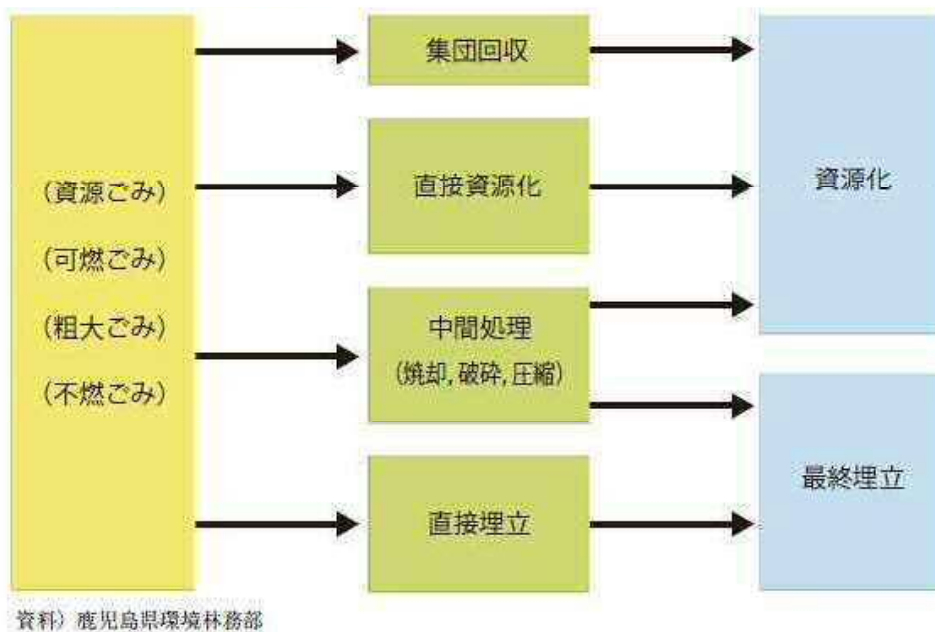 (資源ごみ)
(可燃ごみ)
(粗大ごみ)
(不燃ごみ)
集団回収
直接資源化
中間処理
(焼却,破砕,圧縮)
直接埋立
資源化
最終埋立
資料) 鹿児島県環境林務部